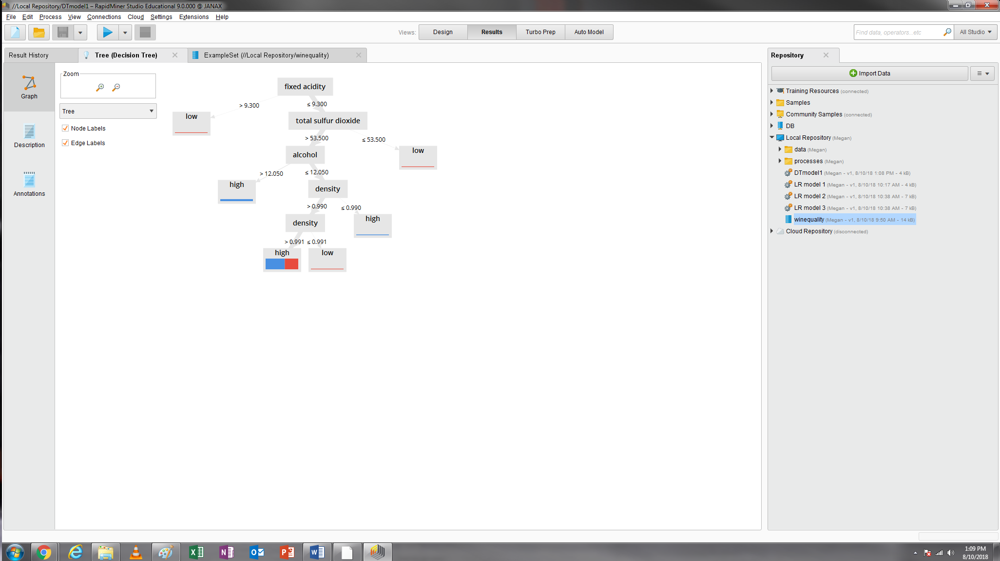 //Local Repository/DTmodel1 – RapidMiner Studio Educational 9.0.000 @ JANAX
File Edit Process View Connections Cloud Settings Extensions Help
Views: Design Results Turbo Prep Auto Model
Find data, operators...etc
All Studio
Result History
Tree (Decision Tree)
ExampleSet (//Local Repository/winequality)
Graph
Description
Annotations
Zoom
Tree
Node Labels
Edge Labels
fixed acidity
> 9.300 ≤ 9.300
low
total sulfur dioxide
> 53.500 ≤ 53.500
alcohol
low
> 12.050 ≤ 12.050
high
density
> 0.990 ≤ 0.990
density
high
> 0.991 ≤ 0.991
high
low
Repository
Import Data
Training Resources (connected)
Samples
Community Samples (connected)
DB
Local Repository (Megan)
data (Megan)
processes (Megan)
DTmodel1 (Megan - v1, 8/10/18 1:08 PM - 4 kB)
LR model 1 (Megan - v1, 8/10/18 10:17 AM - 4 kB)
LR model 2 (Megan - v1, 8/10/18 10:38 AM - 7 kB)
LR model 3 (Megan - v1, 8/10/18 10:38 AM - 7 kB)
winequality (Megan - v1, 8/10/18 9:50 AM - 14 kB)
Cloud Repository (disconnected)
1:09 PM
8/10/2018